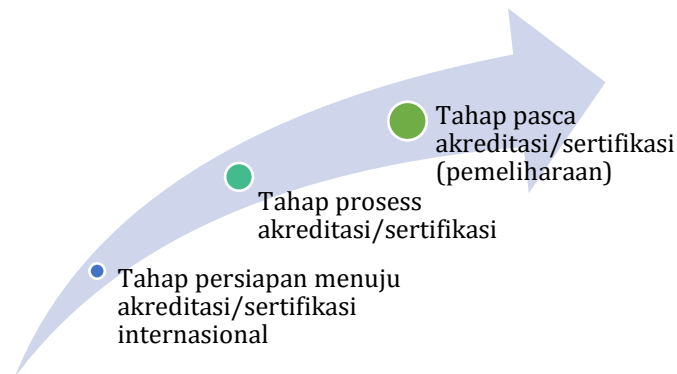 Tahap pasca
akreditasi/sertifikasi
(pemeliharaan)
Tahap prosess
akreditasi/sertifikasi
Tahap persiapan menuju
akreditasi/sertifikasi
internasional